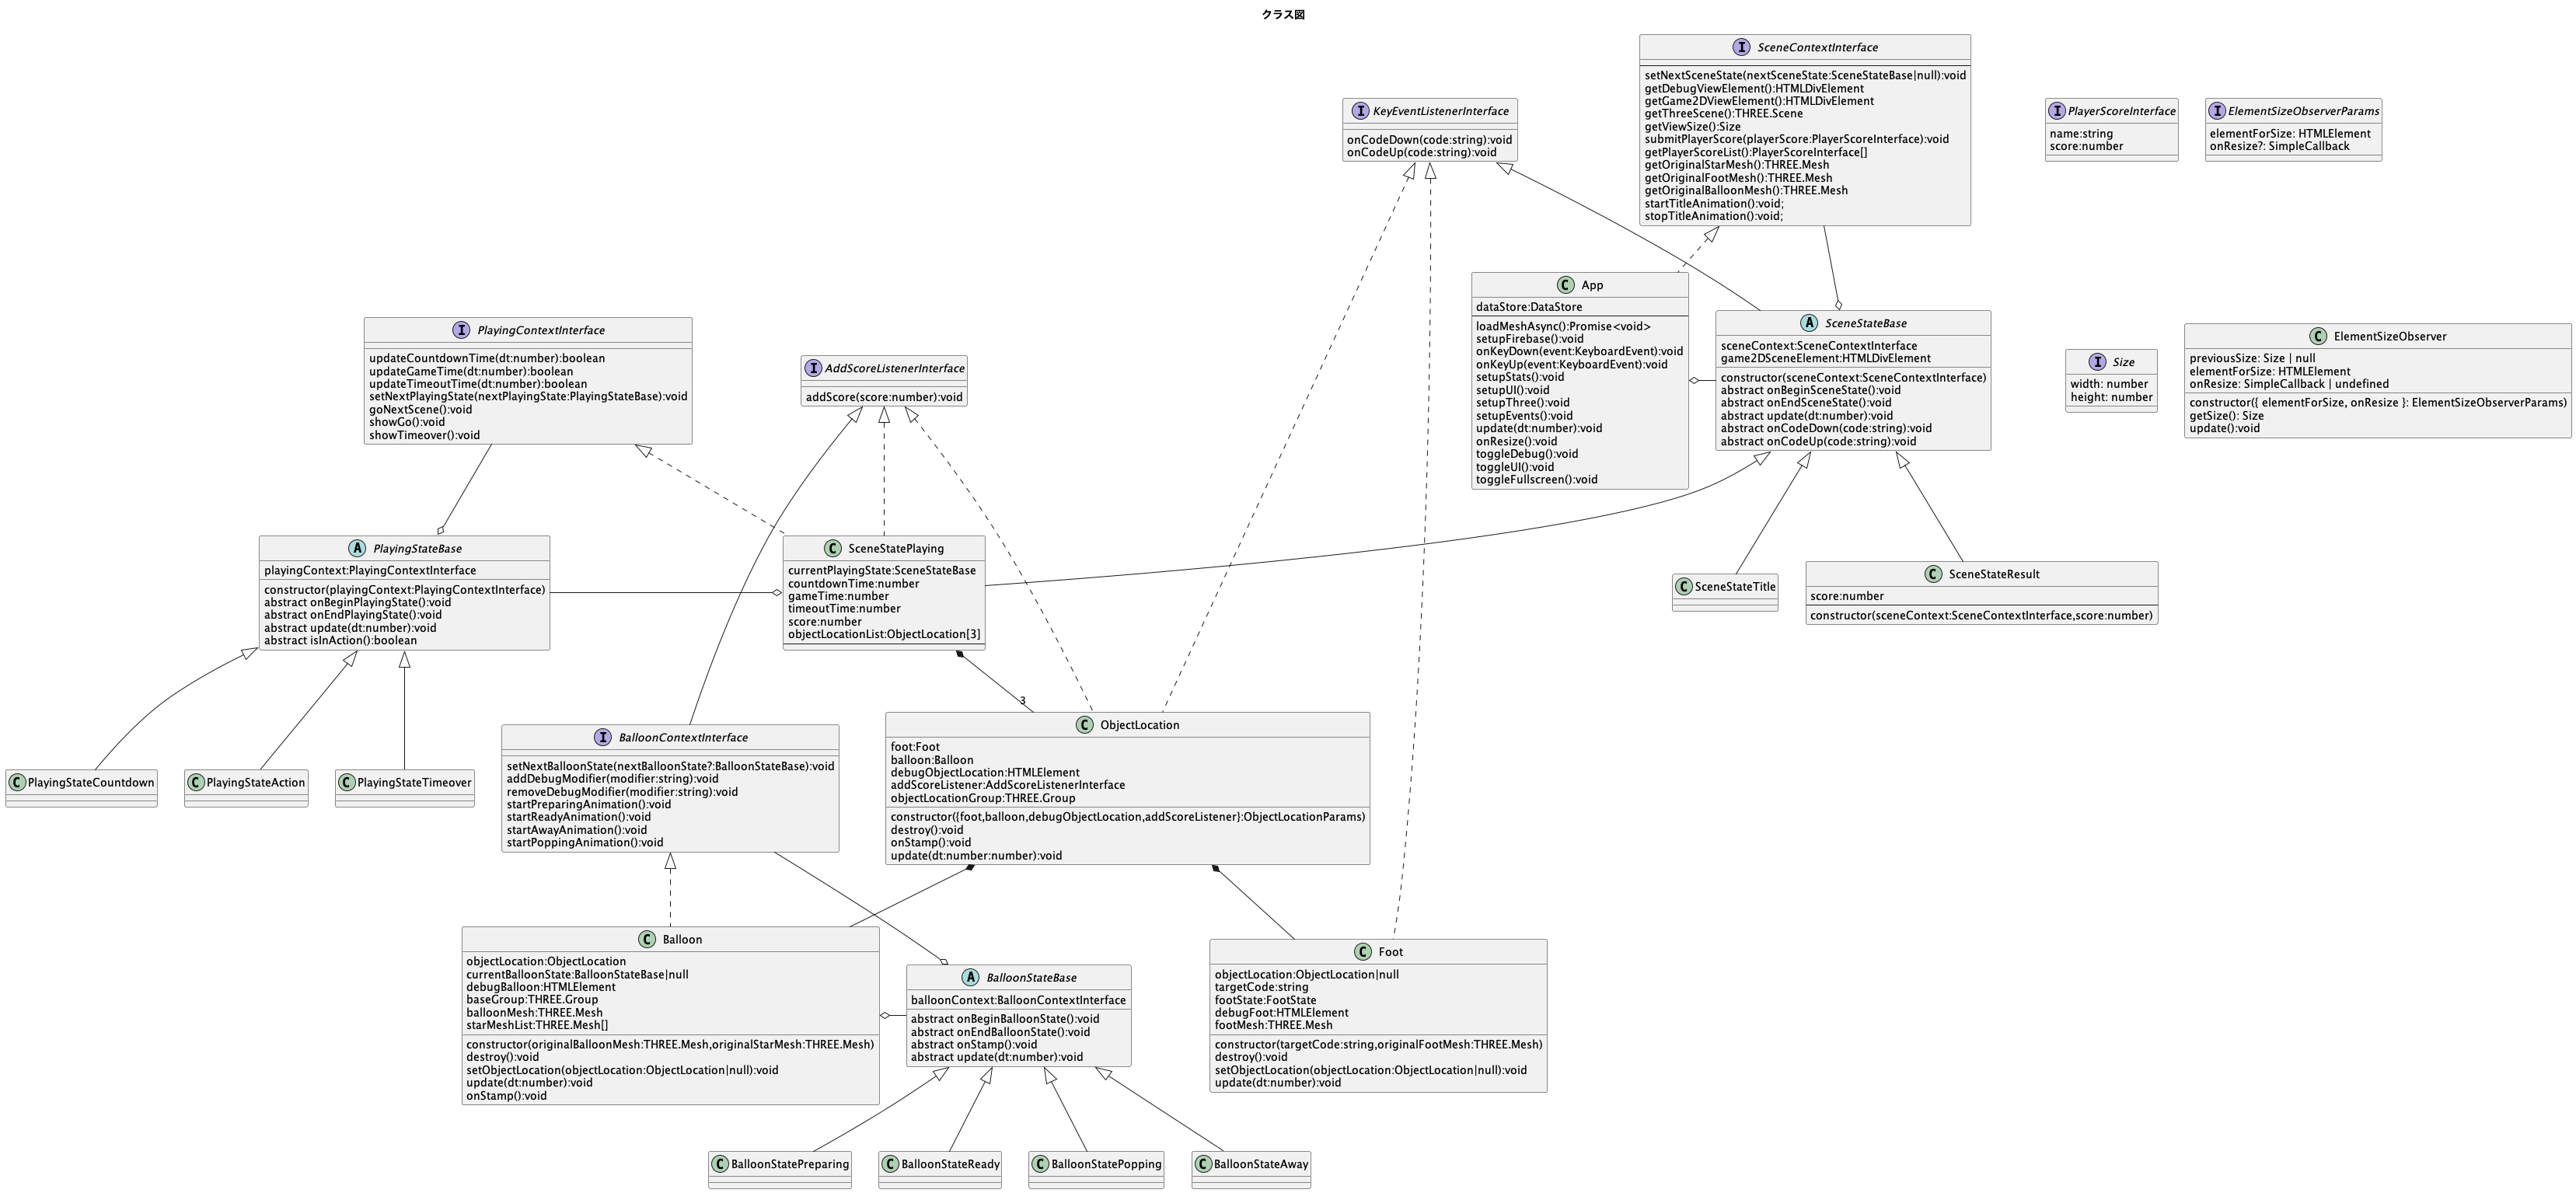 クラス図
I SceneContextInterface
setNextSceneState(nextSceneState:SceneStateBase|null):void
getDebugViewElement():HTMLDivElement
getGame2DViewElement():HTMLDivElement
getThreeScene():THREE.Scene
getViewSize():Size
submitPlayerScore(playerScore:PlayerScoreInterface):void
getPlayerScoreList():PlayerScoreInterface[]
getOriginalStarMesh():THREE.Mesh
getOriginalFootMesh():THREE.Mesh
getOriginalBalloonMesh():THREE.Mesh
startTitleAnimation():void;
stopTitleAnimation():void;
I KeyEventListenerInterface
onCodeDown(code:string):void
onCodeUp(code:string):void
I PlayerScoreInterface
name:string
score:number
I ElementSizeObserverParams
elementForSize: HTMLElement
onResize?: SimpleCallback
C App
dataStore:DataStore
loadMeshAsync():Promise<void>
setupFirebase():void
onKeyDown(event:KeyboardEvent):void
onKeyUp(event:KeyboardEvent):void
setupStats():void
setupUI():void
setupThree():void
setupEvents():void
update(dt:number):void
onResize():void
toggleDebug():void
toggleUI():void
toggleFullscreen():void
A SceneStateBase
sceneContext:SceneContextInterface
game2DSceneElement:HTMLDivElement
constructor(sceneContext:SceneContextInterface)
abstract onBeginSceneState():void
abstract onEndSceneState():void
abstract update(dt:number):void
abstract onCodeDown(code:string):void
abstract onCodeUp(code:string):void
I Size
width: number
height: number
C ElementSizeObserver
previousSize: Size | null
elementForSize: HTMLElement
onResize: SimpleCallback | undefined
constructor({ elementForSize, onResize }: ElementSizeObserverParams)
getSize(): Size
update():void
I PlayingContextInterface
updateCountdownTime(dt:number):boolean
updateGameTime(dt:number):boolean
updateTimeoutTime(dt:number):boolean
setNextPlayingState(nextPlayingState:PlayingStateBase):void
goNextScene():void
showGo():void
showTimeover():void
I AddScoreListenerInterface
addScore(score:number):void
A PlayingStateBase
playingContext:PlayingContextInterface
constructor(playingContext:PlayingContextInterface)
abstract onBeginPlayingState():void
abstract onEndPlayingState():void
abstract update(dt:number):void
abstract isInAction():boolean
C SceneStatePlaying
currentPlayingState:SceneStateBase
countdownTime:number
gameTime:number
timeoutTime:number
score:number
objectLocationList:ObjectLocation[3]
C SceneStateTitle
C SceneStateResult
score:number
constructor(sceneContext:SceneContextInterface,score:number)
3
C PlayingStateCountdown
C PlayingStateAction
C PlayingStateTimeover
I BalloonContextInterface
setNextBalloonState(nextBalloonState?:BalloonStateBase):void
addDebugModifier(modifier:string):void
removeDebugModifier(modifier:string):void
startPreparingAnimation():void
startReadyAnimation():void
startAwayAnimation():void
startPoppingAnimation():void
C ObjectLocation
foot:Foot
balloon:Balloon
debugObjectLocation:HTMLElement
addScoreListener:AddScoreListenerInterface
objectLocationGroup:THREE.Group
constructor({foot,balloon,debugObjectLocation,addScoreListener}:ObjectLocationParams)
destroy():void
onStamp():void
update(dt:number:number):void
C Balloon
objectLocation:ObjectLocation
currentBalloonState:BalloonStateBase|null
debugBalloon:HTMLElement
baseGroup:THREE.Group
balloonMesh:THREE.Mesh
starMeshList:THREE.Mesh[]
constructor(originalBalloonMesh:THREE.Mesh,originalStarMesh:THREE.Mesh)
destroy():void
setObjectLocation(objectLocation:ObjectLocation|null):void
update(dt:number):void
onStamp():void
A BalloonStateBase
balloonContext:BalloonContextInterface
abstract onBeginBalloonState():void
abstract onEndBalloonState():void
abstract onStamp():void
abstract update(dt:number):void
C Foot
objectLocation:ObjectLocation|null
targetCode:string
footState:FootState
debugFoot:HTMLElement
footMesh:THREE.Mesh
constructor(targetCode:string,originalFootMesh:THREE.Mesh)
destroy():void
setObjectLocation(objectLocation:ObjectLocation|null):void
update(dt:number):void
C BalloonStatePreparing
C BalloonStateReady
C BalloonStatePopping
C BalloonStateAway